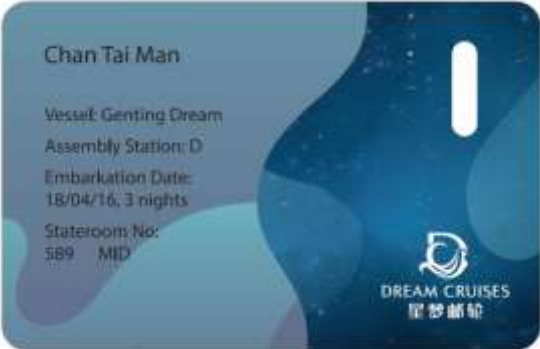 Chan Tai Man
Vessel: Genting Dream
Assembly Station: D
Embarkation Date:
18/04/16, 3 nights
Stateroom No:
589 MID
DREAM CRUISES
星梦邮轮